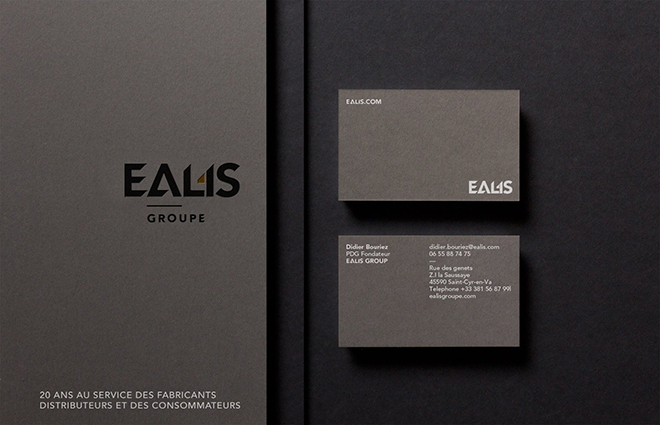 EALIS
GROUPE
20 ANS AU SERVICE DES FABRICANTS
DISTRIBUTEURS ET DES CONSOMMATEURS
EALIS.COM
EALIS
Didier Bouriez
PDG Fondateur
EALIS GROUP
didier.bouriez@ealis.com
06 55 88 74 75
—
Rue des genets
Z.I la Saussaye
45590 Saint-Cyr-en-Va
Telephone +33 381 56 87 991
ealisgroupe.com